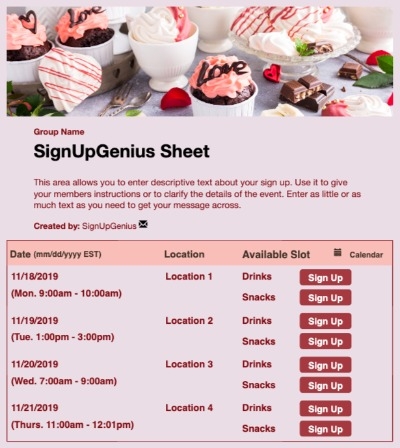 love
love
Group Name
SignUpGenius Sheet
This area allows you to enter descriptive text about your sign up. Use it to give
your members instructions or to clarify the details of the event. Enter as little or as
much text as you need to get your message across.
Created by: SignUpGenius
Date (mm/dd/yyyy EST) Location Available Slot Calendar
11/18/2019 Location 1 Drinks Sign Up
(Mon. 9:00am - 10:00am) Snacks Sign Up
11/19/2019 Location 2 Drinks Sign Up
(Tue. 1:00pm - 3:00pm) Snacks Sign Up
11/20/2019 Location 3 Drinks Sign Up
(Wed. 7:00am - 9:00am) Snacks Sign Up
11/21/2019 Location 4 Drinks Sign Up
(Thurs. 11:00am - 12:01pm) Snacks Sign Up